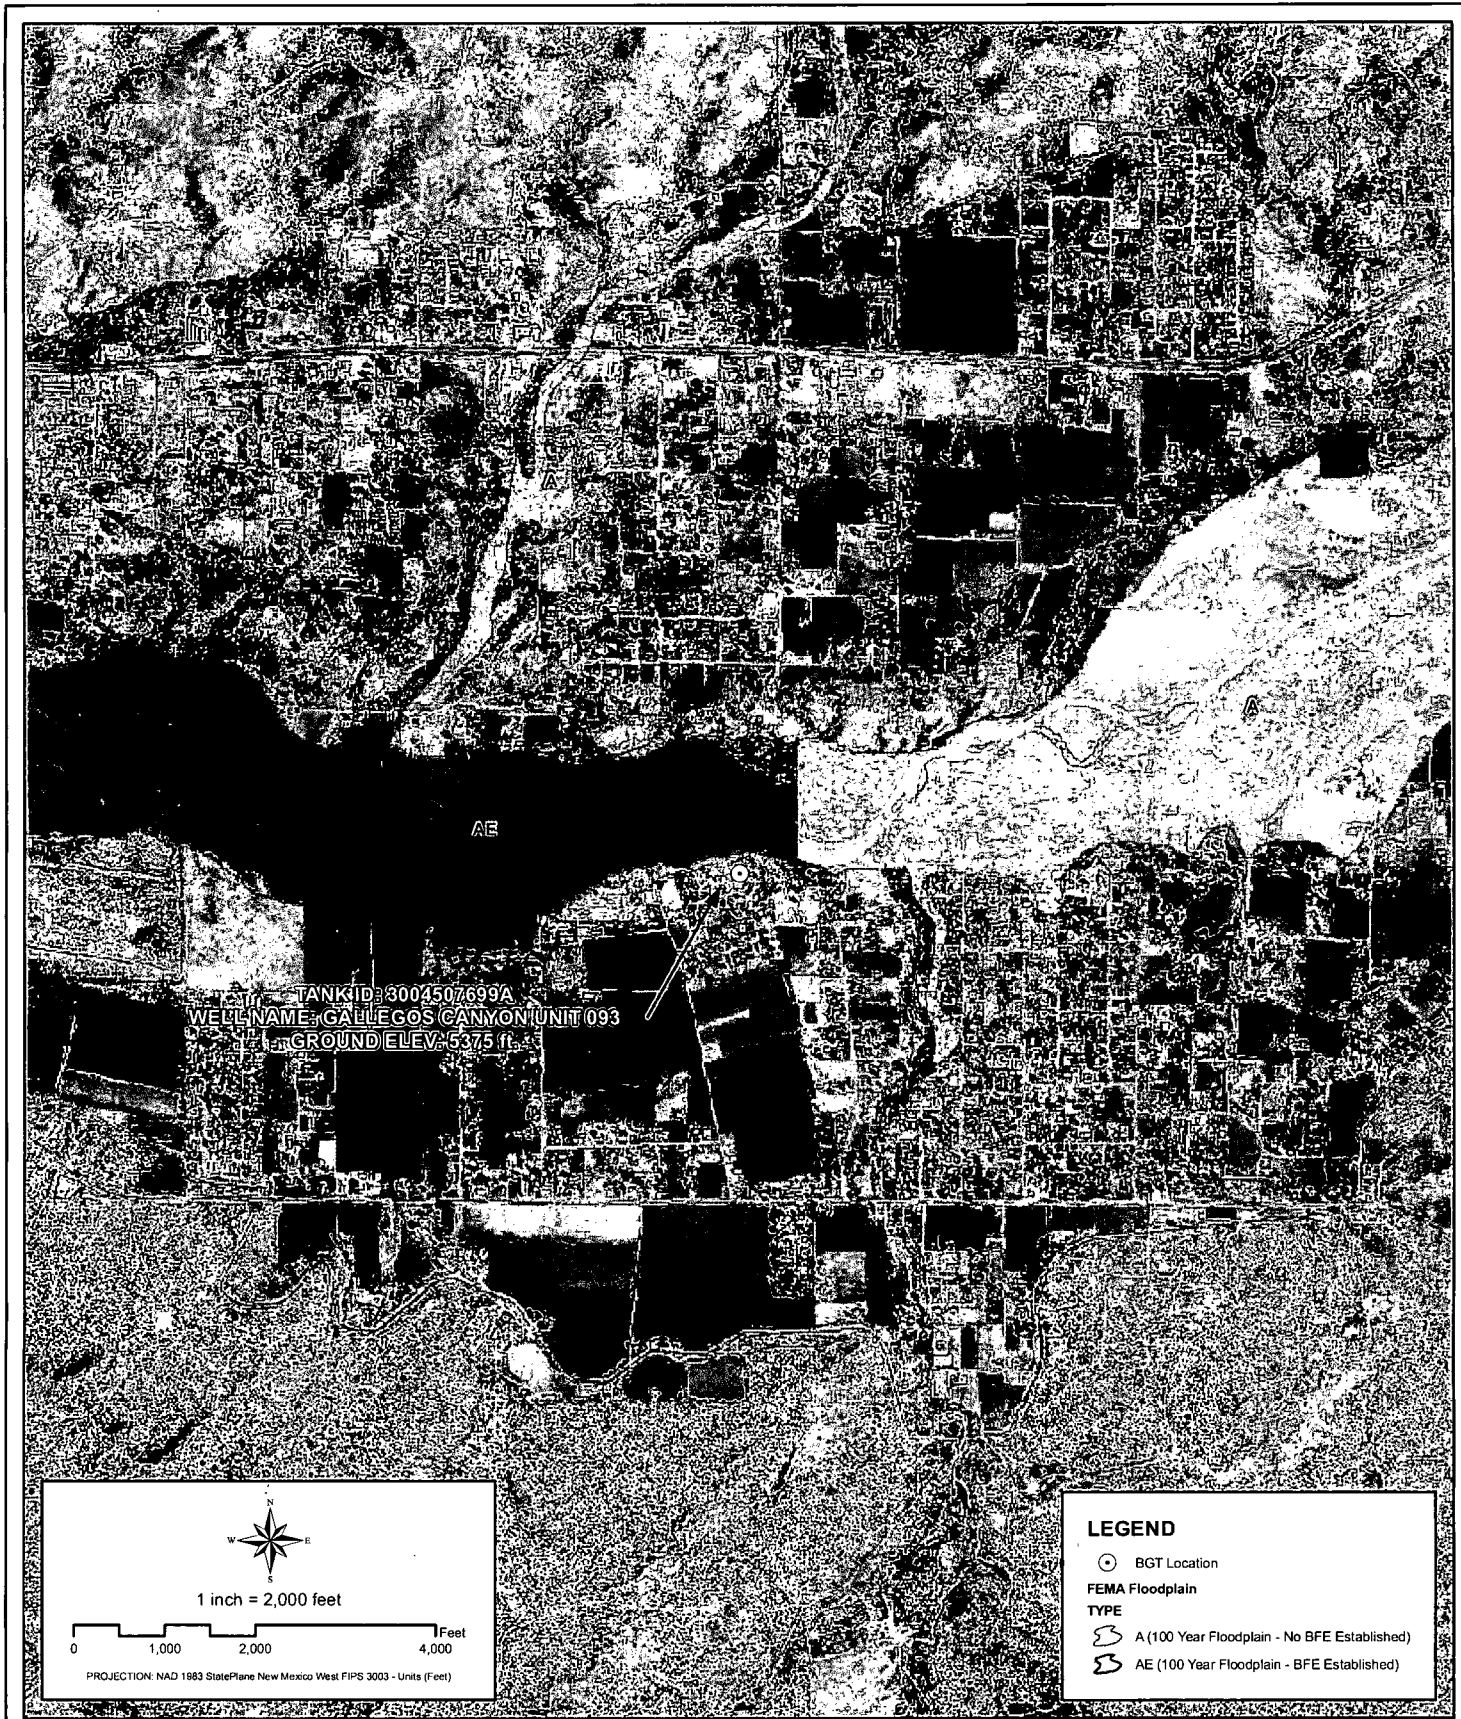 A
A
AE
TANK ID: 3004507699A
WELL NAME: GALLEGOS CANYON UNIT 093
GROUND ELEV: 5375 ft.
N
W E
S
1 inch = 2,000 feet
Feet
0 1,000 2,000 4,000
PROJECTION: NAD 1983 StatePlane New Mexico West FIPS 3003 - Units (Feet)
LEGEND
BGT Location
FEMA Floodplain
TYPE
A (100 Year Floodplain - No BFE Established)
AE (100 Year Floodplain - BFE Established)